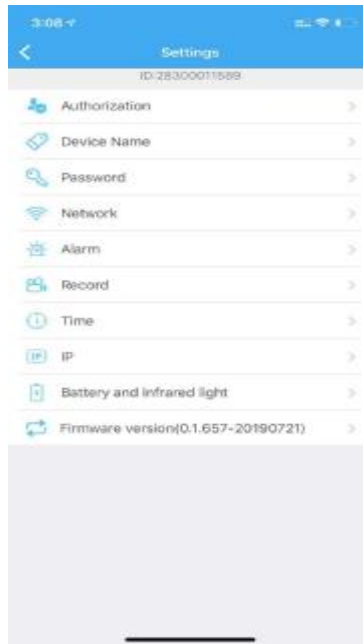 3:08
Settings
ID:28300011589
Authorization
Device Name
Password
Network
Alarm
Record
Time
IP
IP
Battery and infrared light
Firmware version(0.1.657-20190721)